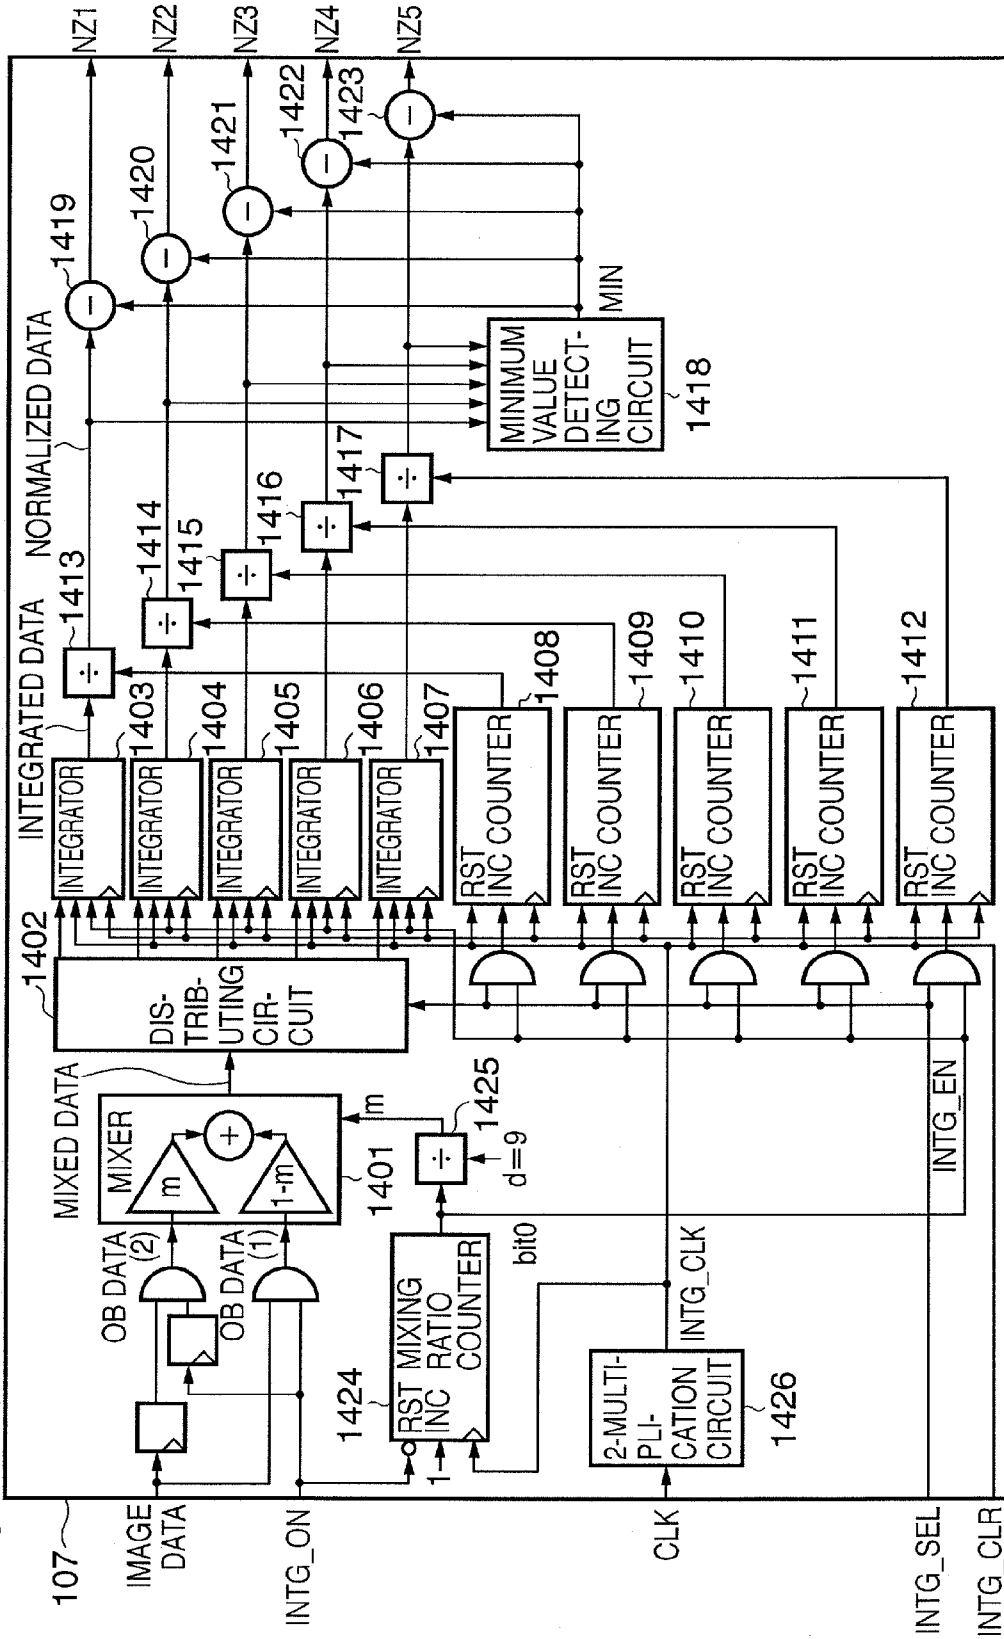 107
IMAGE
DATA
INTG_ON
CLK
INTG_SEL
INTG_CLR
OB DATA
(2)
OB DATA
(1)
MIXER
m
1-m
+
1401
MIXED DATA
m
÷
1425
d=9
1424
RST MIXING
INC RATIO
COUNTER
1
bit0
2-MULTI-
PLI-
CATION
CIRCUIT
1426
INTG_CLK
INTG_EN
DIS-
TRIB-
UTING
CIR-
CUIT
1402
INTEGRATOR
1403
INTEGRATOR
1404
INTEGRATOR
1405
INTEGRATOR
1406
INTEGRATOR
1407
RST
INC COUNTER
1408
RST
INC COUNTER
1409
RST
INC COUNTER
1410
RST
INC COUNTER
1411
RST
INC COUNTER
1412
INTEGRATED DATA
÷
1413
÷
1414
÷
1415
÷
1416
÷
1417
NORMALIZED DATA
MINIMUM
VALUE
DETECT-
ING
CIRCUIT
1418
MIN
−
1419
−
1420
−
1421
−
1422
−
1423
NZ1
NZ2
NZ3
NZ4
NZ5